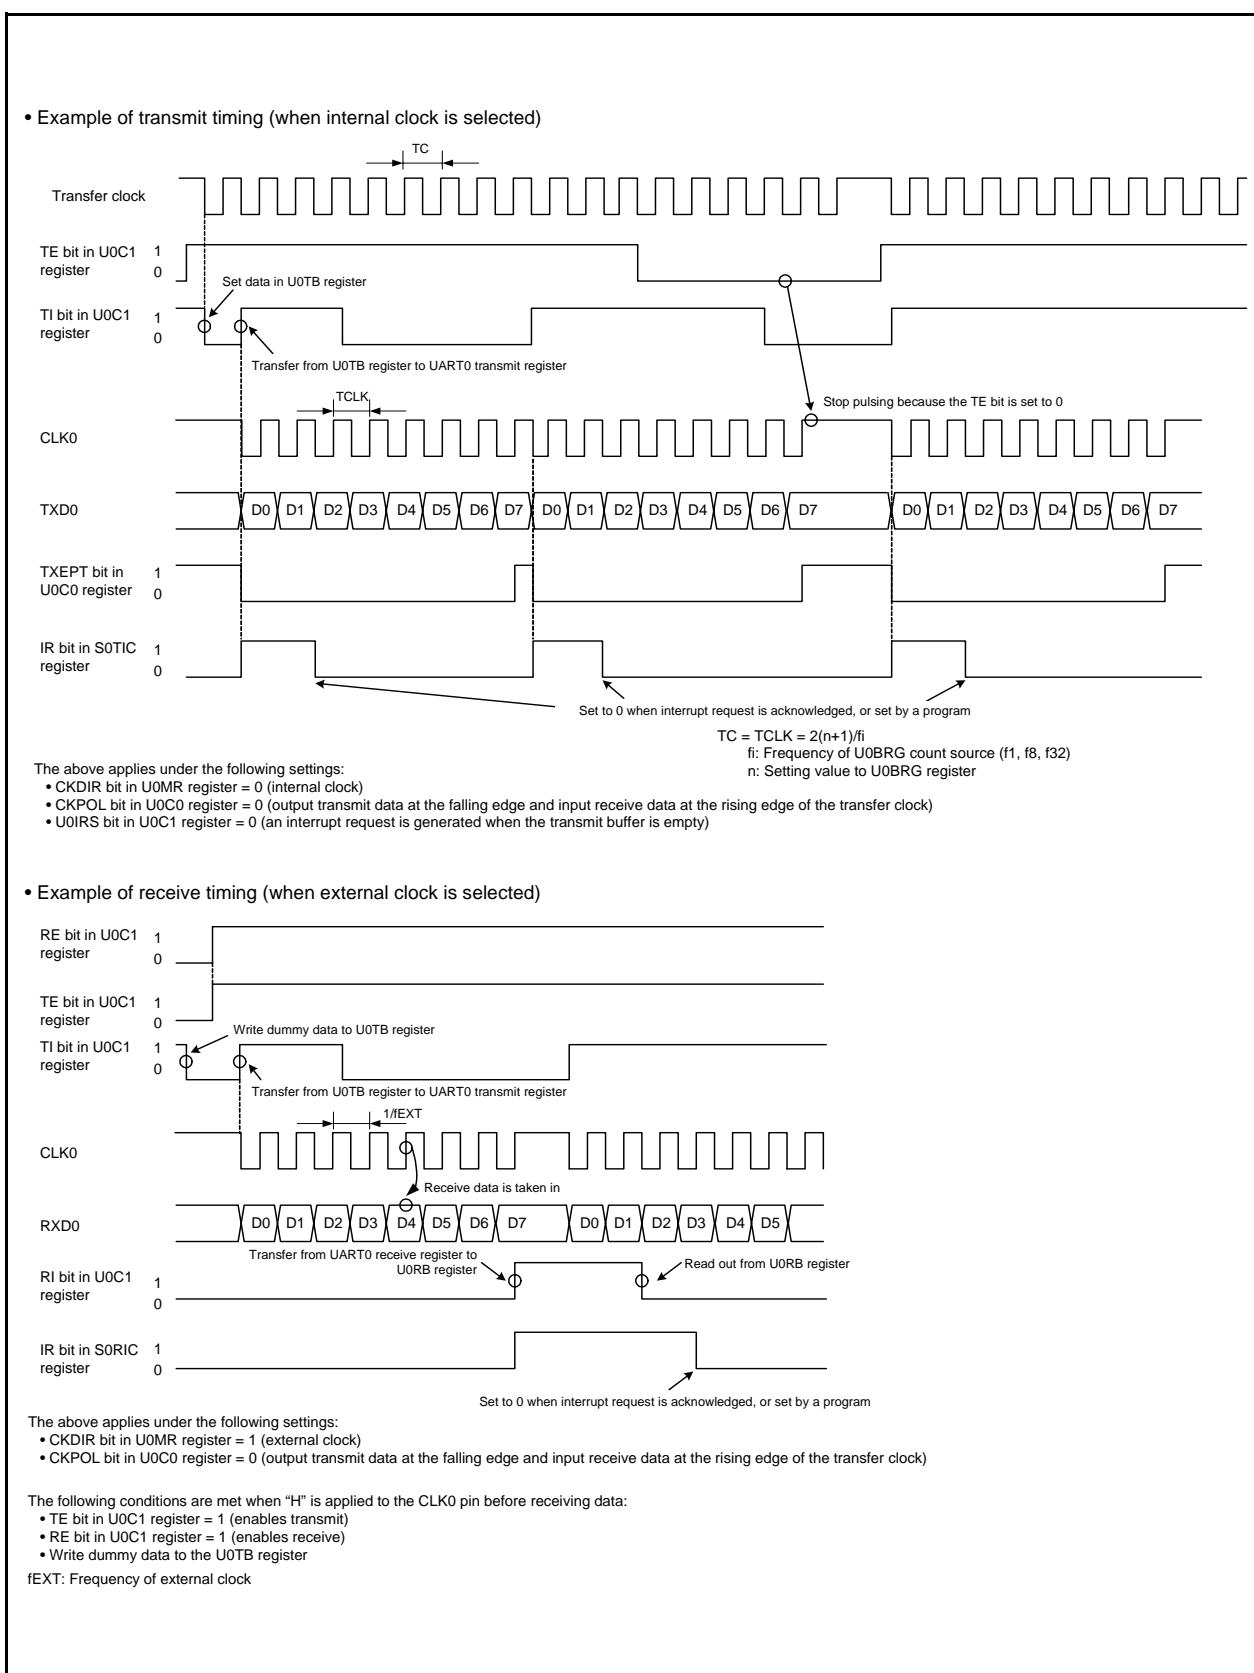 • Example of transmit timing (when internal clock is selected)
TC
Transfer clock
TE bit in U0C1
register
1
0
Set data in U0TB register
TI bit in U0C1
register
1
0
Transfer from U0TB register to UART0 transmit register
TCLK
Stop pulsing because the TE bit is set to 0
CLK0
TXD0
D0 D1 D2 D3 D4 D5 D6 D7 D0 D1 D2 D3 D4 D5 D6 D7 D0 D1 D2 D3 D4 D5 D6 D7
TXEPT bit in
U0C0 register
1
0
IR bit in S0TIC
register
1
0
Set to 0 when interrupt request is acknowledged, or set by a program
TC = TCLK = 2(n+1)/fi
fi: Frequency of U0BRG count source (f1, f8, f32)
n: Setting value to U0BRG register
The above applies under the following settings:
• CKDIR bit in U0MR register = 0 (internal clock)
• CKPOL bit in U0C0 register = 0 (output transmit data at the falling edge and input receive data at the rising edge of the transfer clock)
• U0IRS bit in U0C1 register = 0 (an interrupt request is generated when the transmit buffer is empty)
• Example of receive timing (when external clock is selected)
RE bit in U0C1
register
1
0
TE bit in U0C1
register
1
0
Write dummy data to U0TB register
TI bit in U0C1
register
1
0
Transfer from U0TB register to UART0 transmit register
1/fEXT
CLK0
Receive data is taken in
RXD0
D0 D1 D2 D3 D4 D5 D6 D7 D0 D1 D2 D3 D4 D5
Transfer from UART0 receive register to
U0RB register
Read out from U0RB register
RI bit in U0C1
register
1
0
IR bit in S0RIC
register
1
0
Set to 0 when interrupt request is acknowledged, or set by a program
The above applies under the following settings:
• CKDIR bit in U0MR register = 1 (external clock)
• CKPOL bit in U0C0 register = 0 (output transmit data at the falling edge and input receive data at the rising edge of the transfer clock)
The following conditions are met when “H” is applied to the CLK0 pin before receiving data:
• TE bit in U0C1 register = 1 (enables transmit)
• RE bit in U0C1 register = 1 (enables receive)
• Write dummy data to the U0TB register
fEXT: Frequency of external clock